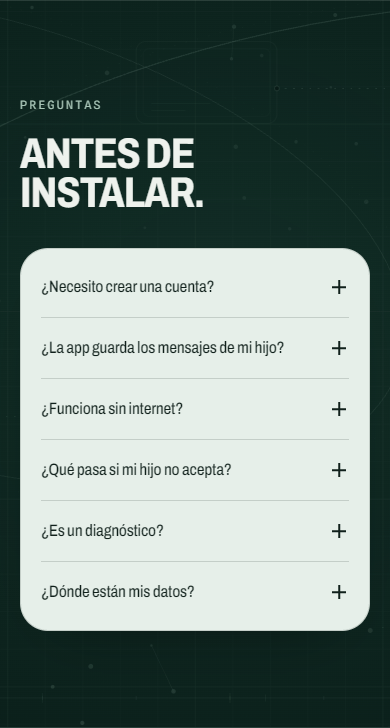 PREGUNTAS
ANTES DE
INSTALAR.
¿Necesito crear una cuenta?
¿La app guarda los mensajes de mi hijo?
¿Funciona sin internet?
¿Qué pasa si mi hijo no acepta?
¿Es un diagnóstico?
¿Dónde están mis datos?